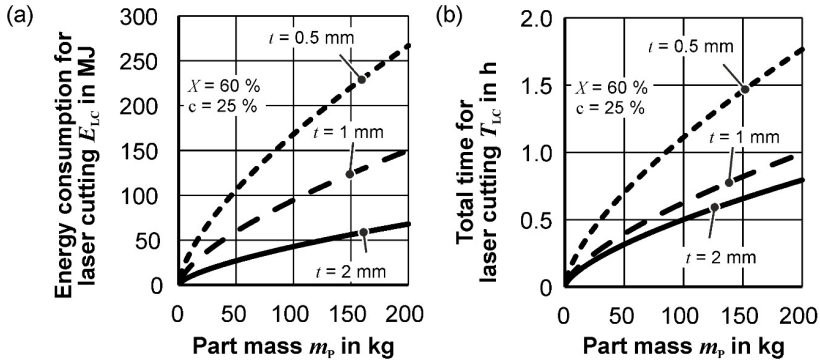 (a)
Energy consumption for
laser cutting E_LC in MJ
300
250
200
150
100
50
0
t = 0.5 mm
X = 60 %
c = 25 %
t = 1 mm
t = 2 mm
0 50 100 150 200
Part mass m_P in kg
(b)
Total time for
laser cutting T_LC in h
2.0
1.5
1.0
0.5
0.0
t = 0.5 mm
X = 60 %
c = 25 %
t = 1 mm
t = 2 mm
0 50 100 150 200
Part mass m_P in kg